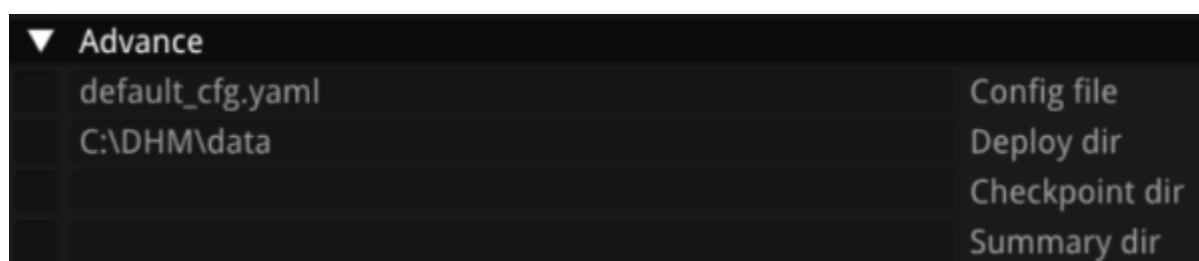 ▼ Advance
default_cfg.yaml Config file
C:\DHM\data Deploy dir
Checkpoint dir
Summary dir